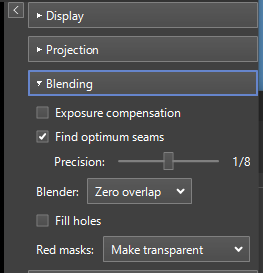 Display
Projection
Blending
Exposure compensation
Find optimum seams
Precision: 1/8
Blender: Zero overlap
Fill holes
Red masks: Make transparent